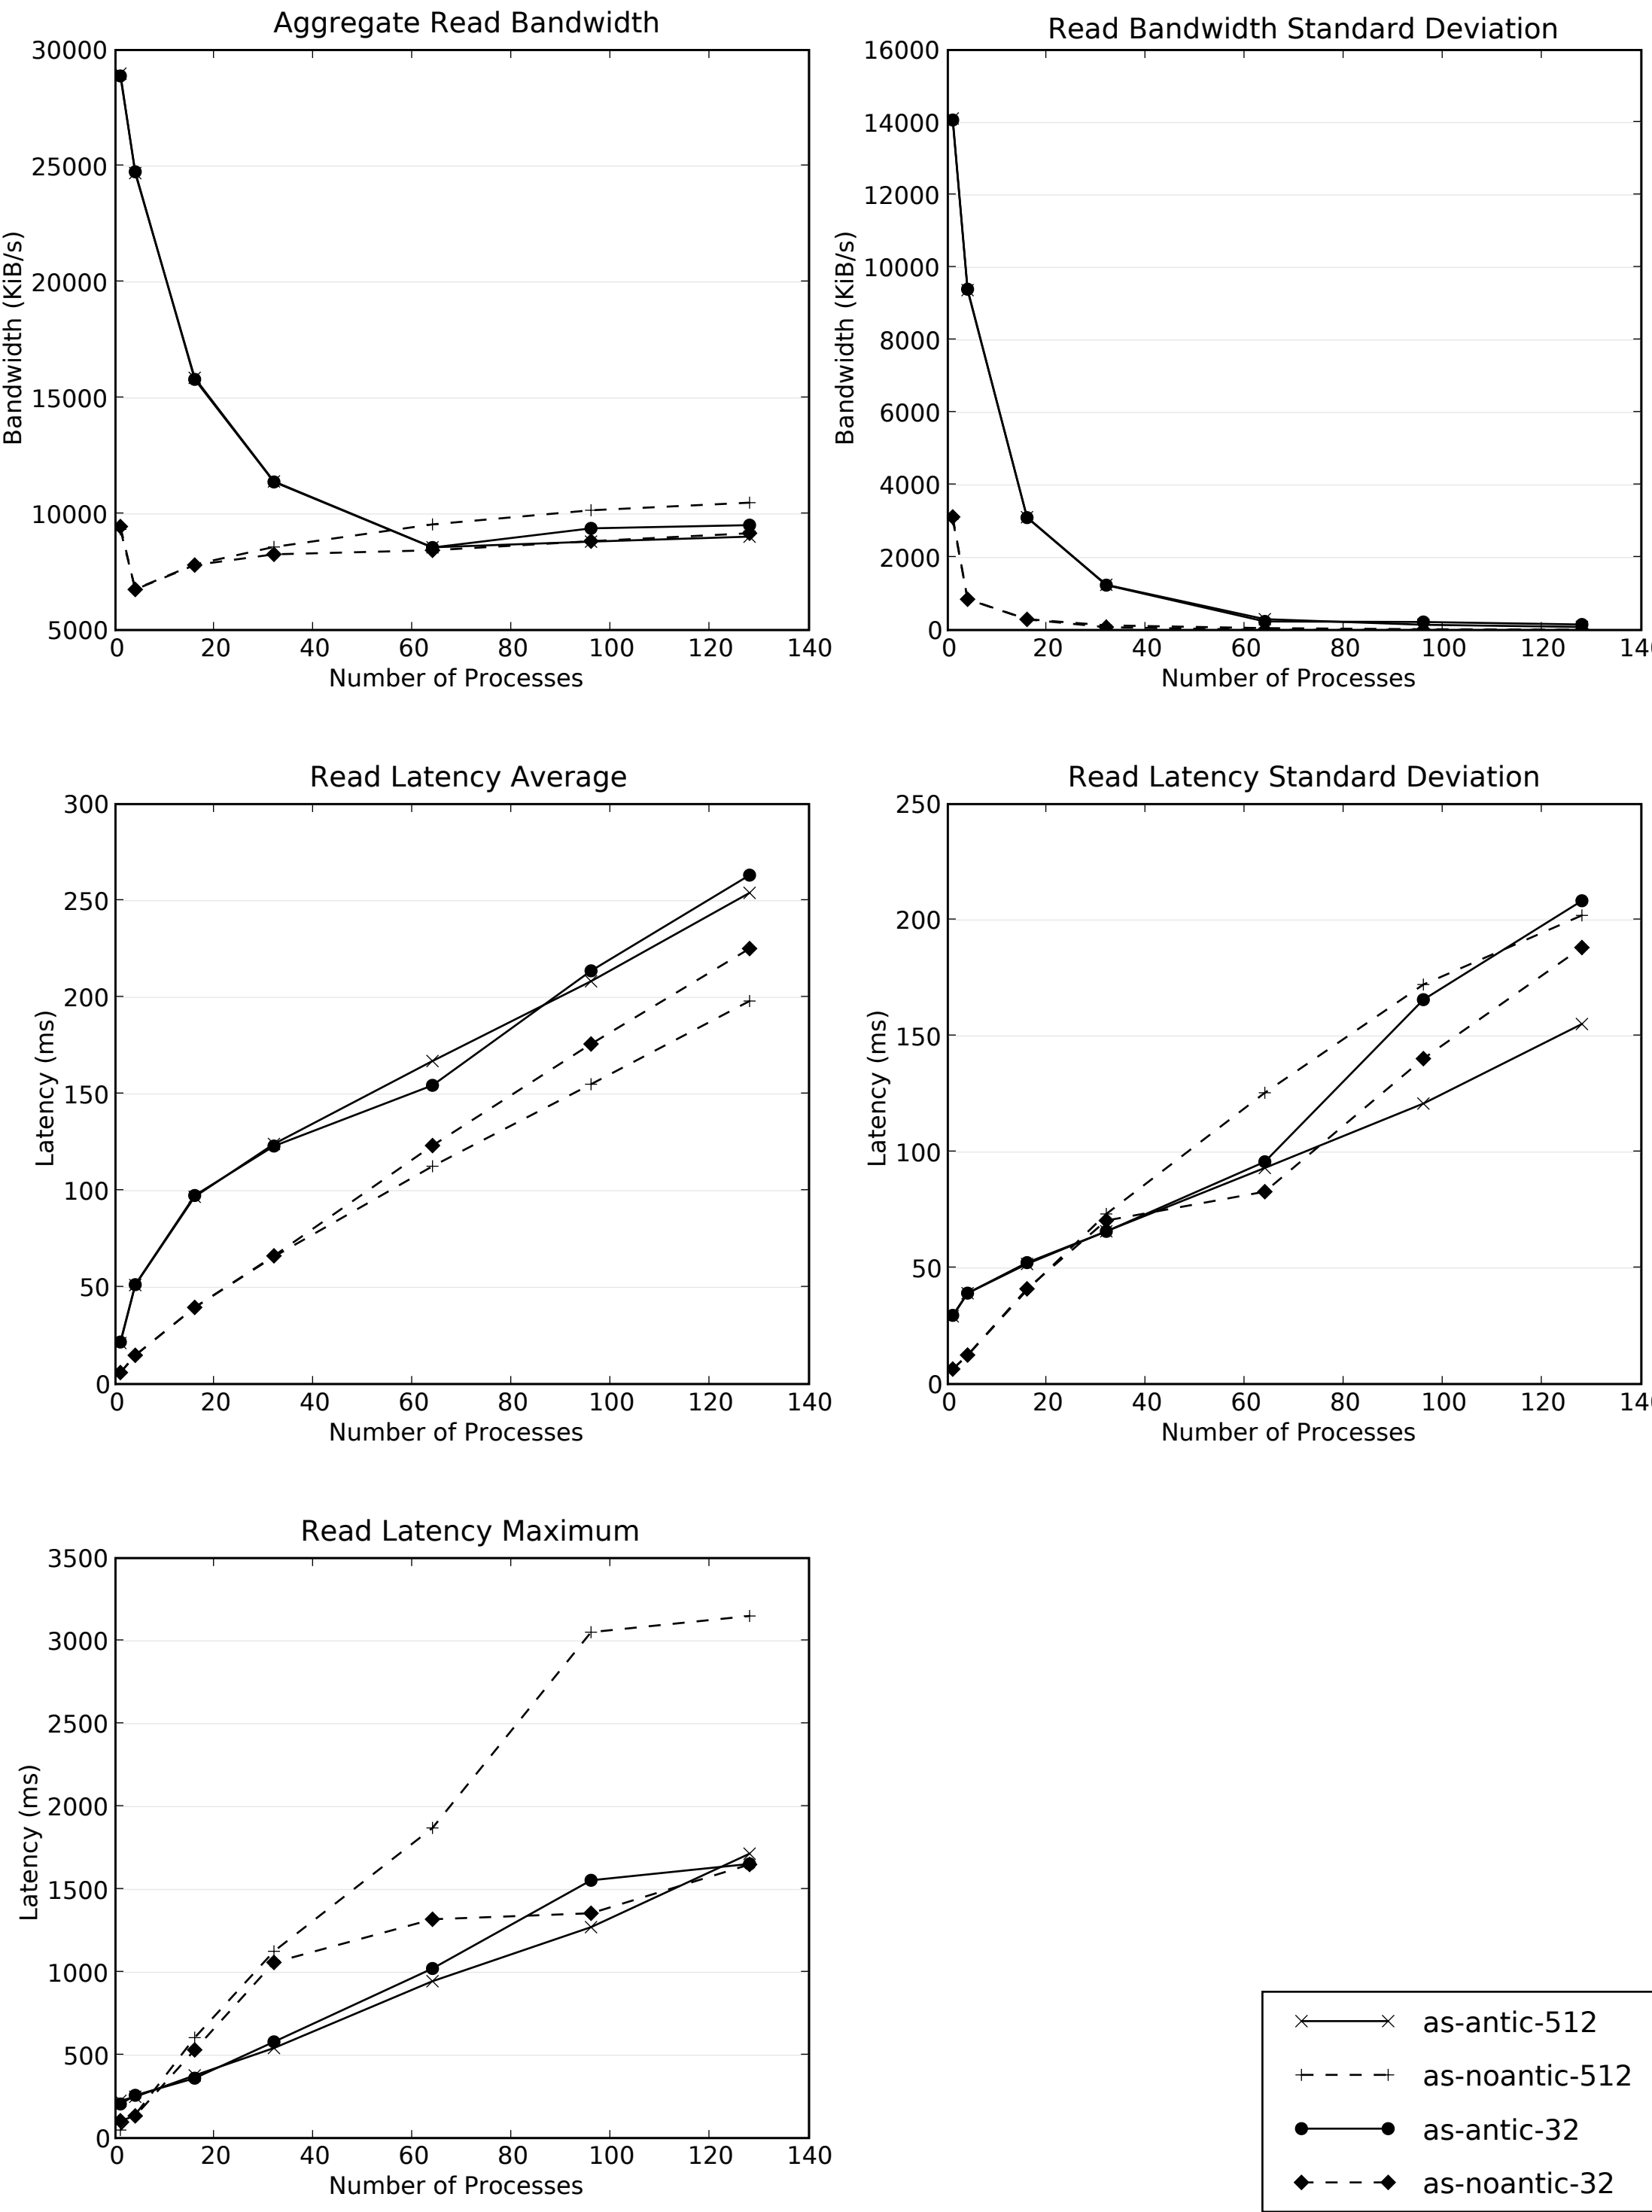 Aggregate Read Bandwidth
30000
25000
20000
15000
10000
5000
Bandwidth (KiB/s)
0 20 40 60 80 100 120 140
Number of Processes
Read Bandwidth Standard Deviation
16000
14000
12000
10000
8000
6000
4000
2000
0
Bandwidth (KiB/s)
0 20 40 60 80 100 120
Number of Processes
Read Latency Average
300
250
200
150
100
50
0
Latency (ms)
0 20 40 60 80 100 120 140
Number of Processes
Read Latency Standard Deviation
250
200
150
100
50
0
Latency (ms)
0 20 40 60 80 100 120
Number of Processes
Read Latency Maximum
3500
3000
2500
2000
1500
1000
500
0
Latency (ms)
0 20 40 60 80 100 120 140
Number of Processes
as-antic-512
as-noantic-512
as-antic-32
as-noantic-32